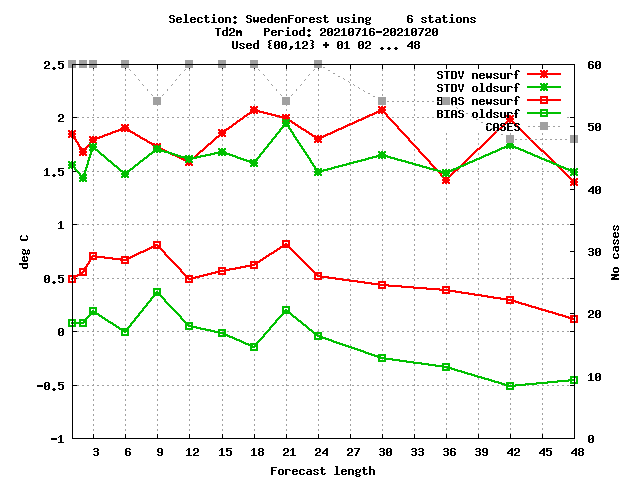 Selection: SwedenForest using     6 stations
Td2m   Period: 20210716-20210720
Used {00,12} + 01 02 ... 48
STDV newsurf
STDV oldsurf
BIAS newsurf
BIAS oldsurf
CASES
2.5
2
1.5
1
0.5
0
-0.5
-1
deg C
60
50
40
30
20
10
0
No cases
3 6 9 12 15 18 21 24 27 30 33 36 39 42 45 48
Forecast length